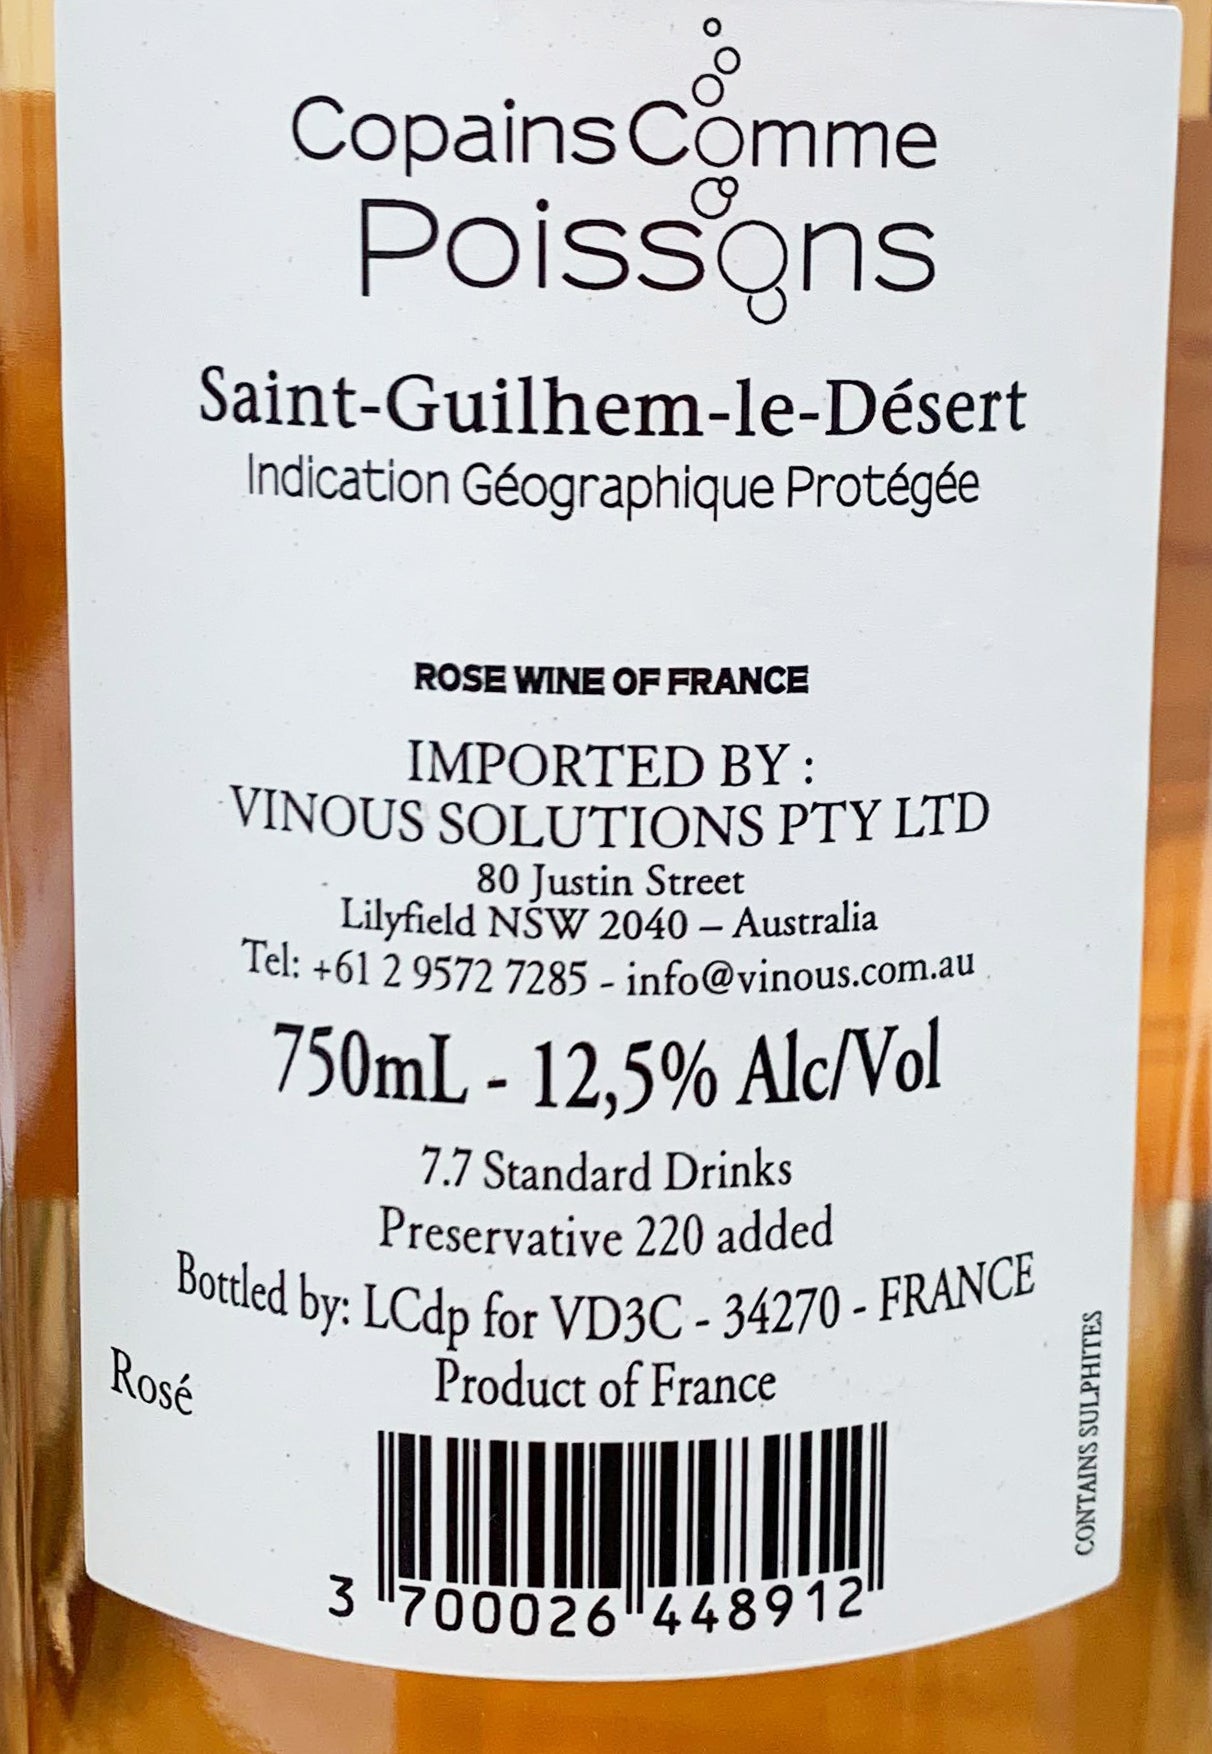 Copains Comme
Poissons
Saint-Guilhem-le-Désert
Indication Géographique Protégée
ROSE WINE OF FRANCE
IMPORTED BY :
VINOUS SOLUTIONS PTY LTD
80 Justin Street
Lilyfield NSW 2040 – Australia
Tel: +61 2 9572 7285 - info@vinous.com.au
750mL - 12,5% Alc/Vol
7.7 Standard Drinks
Preservative 220 added
Bottled by: LCdp for VD3C - 34270 - FRANCE
Product of France
Rosé
CONTAINS SULPHITES
3 700026 448912